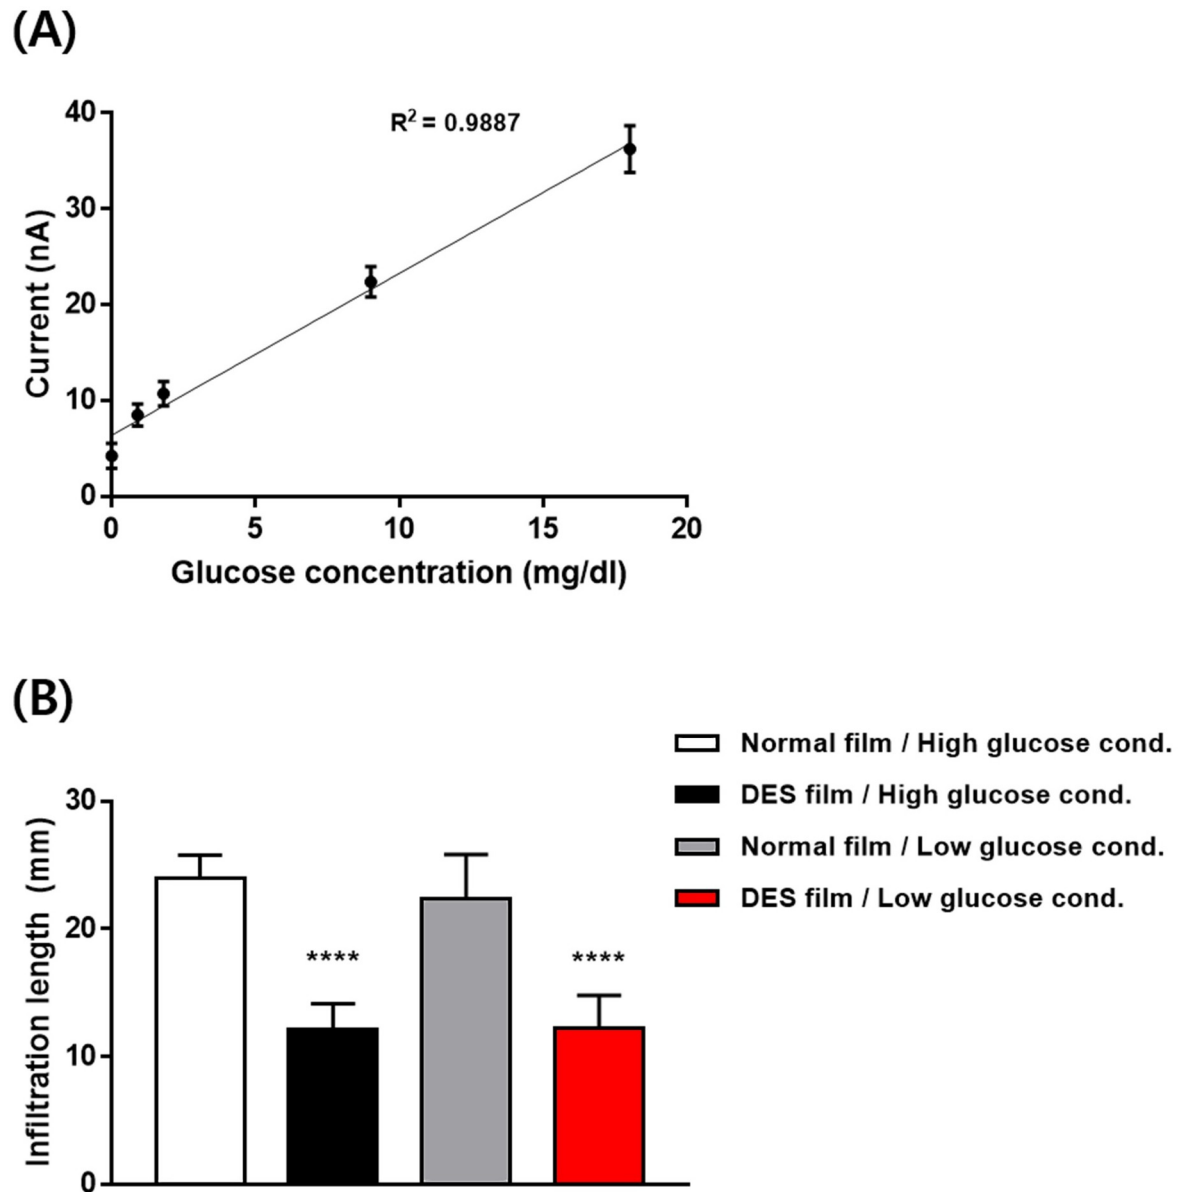 (A)
R² = 0.9887
40
30
20
10
0
Current (nA)
0 5 10 15 20
Glucose concentration (mg/dl)
(B)
Normal film / High glucose cond.
DES film / High glucose cond.
Normal film / Low glucose cond.
DES film / Low glucose cond.
30
20
10
0
Infiltration length (mm)
**** ****